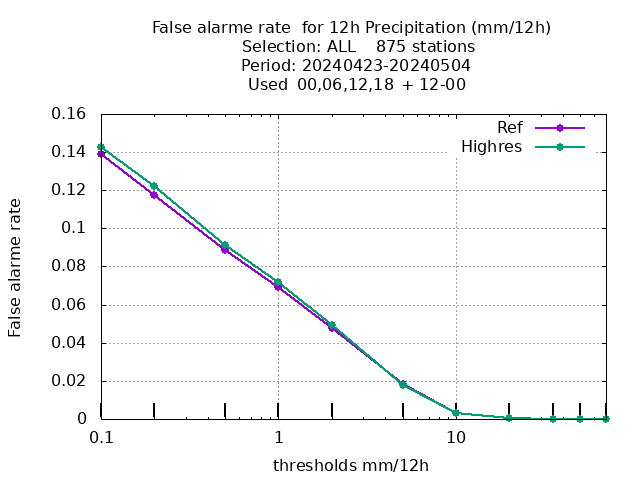 False alarme rate  for 12h Precipitation (mm/12h)
Selection: ALL    875 stations
Period: 20240423-20240504
Used  00,06,12,18  + 12-00
Ref
Highres
False alarme rate
0.16
0.14
0.12
0.1
0.08
0.06
0.04
0.02
0
0.1
1
10
thresholds mm/12h